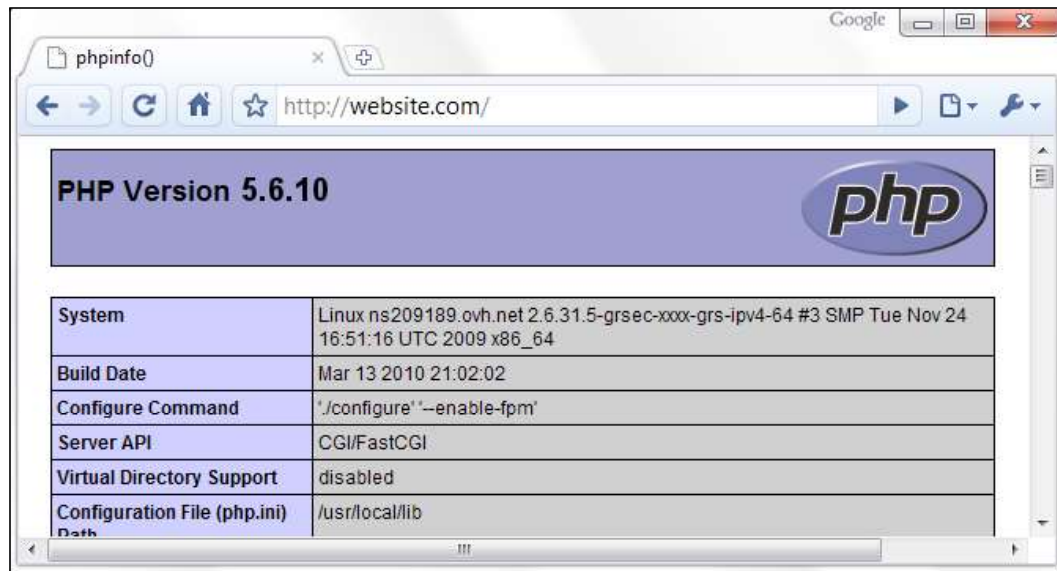 Google
phpinfo()
http://website.com/
PHP Version 5.6.10
php
System
Linux ns209189.ovh.net 2.6.31.5-grsec-xxxx-grs-ipv4-64 #3 SMP Tue Nov 24
16:51:16 UTC 2009 x86_64
Build Date
Mar 13 2010 21:02:02
Configure Command
'./configure' '--enable-fpm'
Server API
CGI/FastCGI
Virtual Directory Support
disabled
Configuration File (php.ini)
Path
/usr/local/lib